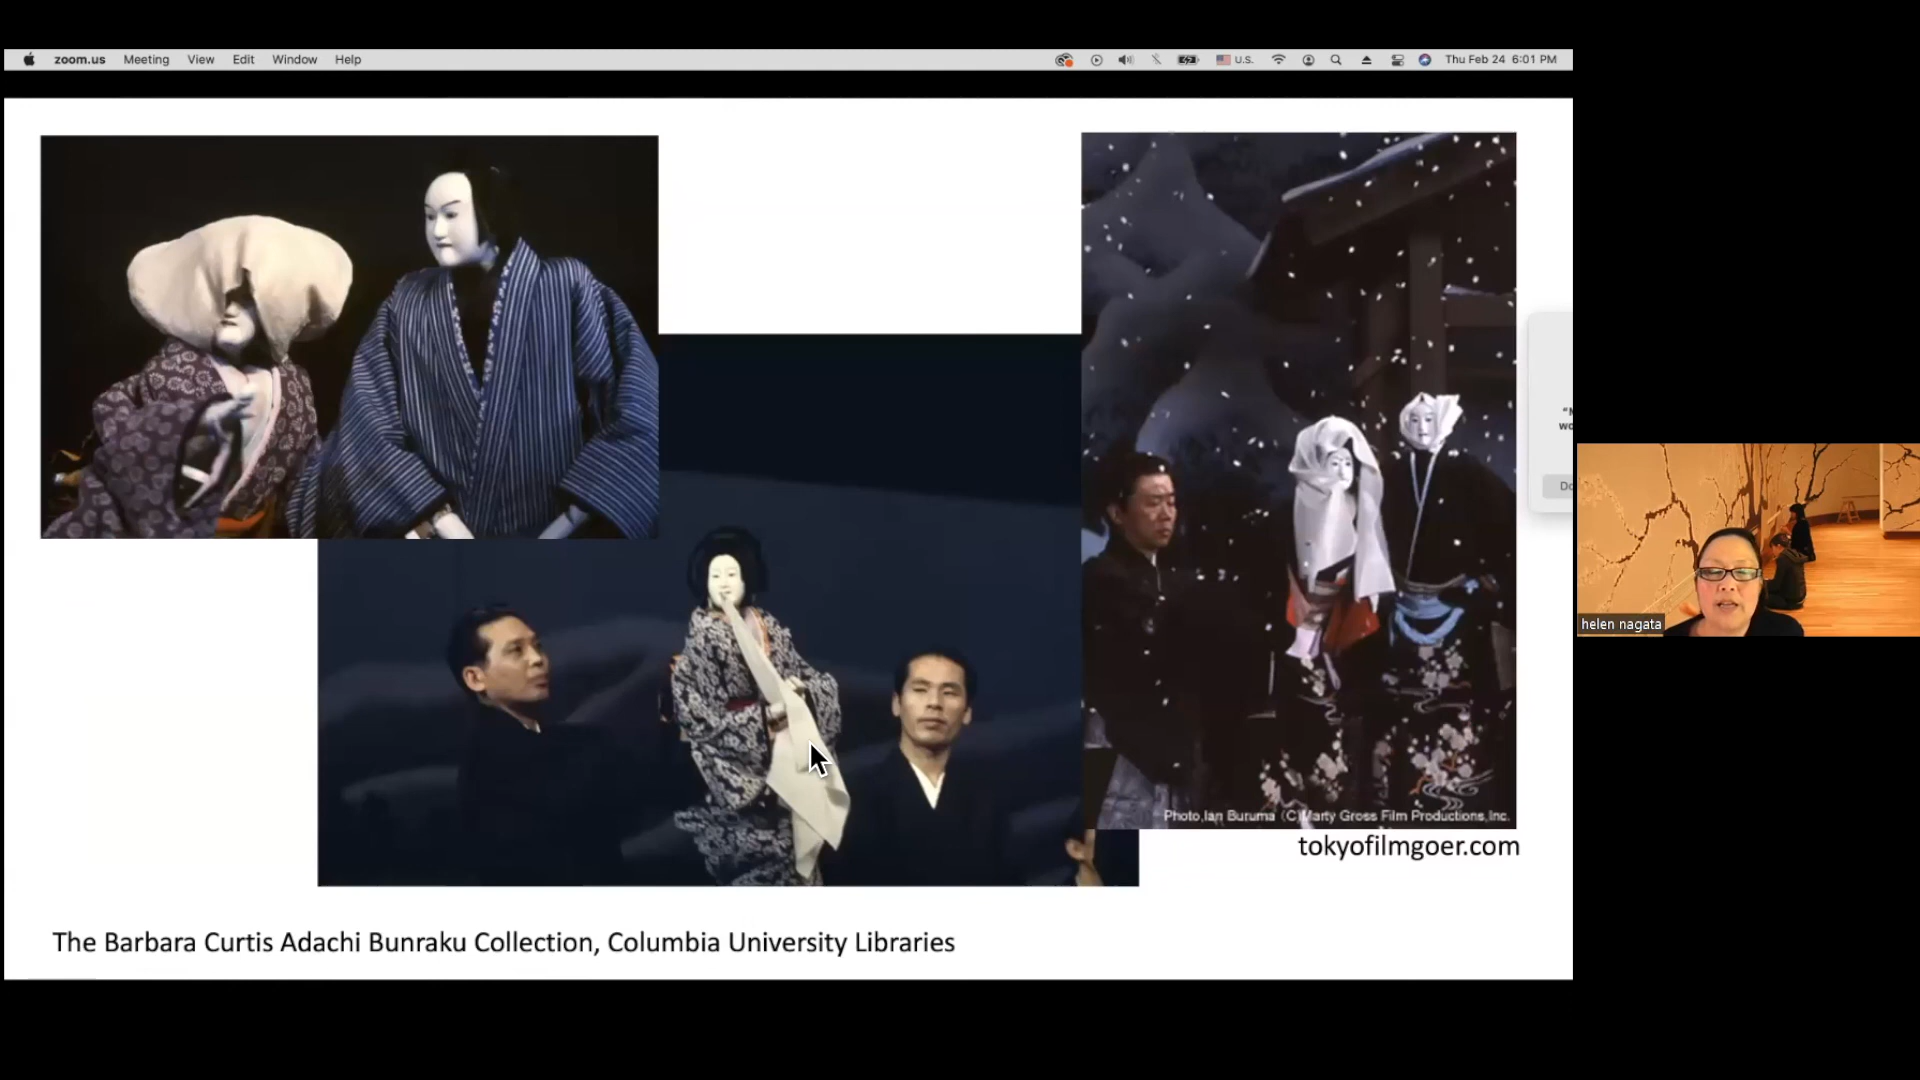 zoom.us Meeting View Edit Window Help U.S. Thu Feb 24 6:01 PM
Photo,Ian Buruma (C)Marty Gross Film Productions,Inc.
tokyofilmgoer.com
The Barbara Curtis Adachi Bunraku Collection, Columbia University Libraries
helen nagata